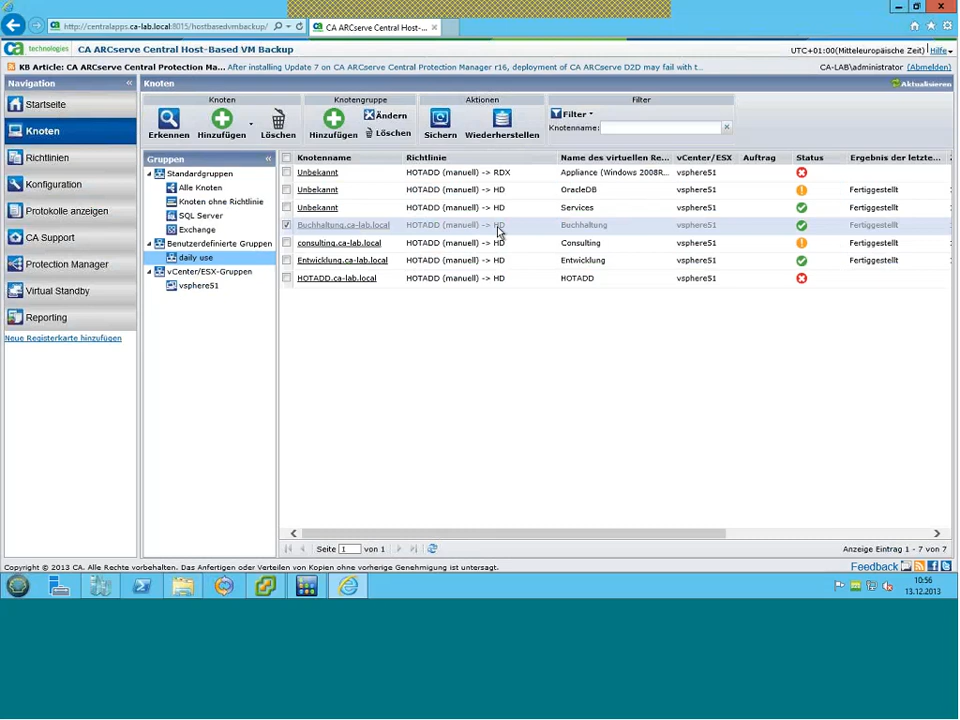 http://centralapps.ca-lab.local:8015/hostbasedvmbackup/
CA ARCserve Central Host-...
ca technologies CA ARCserve Central Host-Based VM Backup
UTC+01:00(Mitteleuropäische Zeit) Hilfe
KB Article: CA ARCserve Central Protection Ma... After installing Update 7 on CA ARCserve Central Protection Manager r16, deployment of CA ARCserve D2D may fail with t...
CA-LAB\administrator (Abmelden)
Navigation
Startseite
Knoten
Richtlinien
Konfiguration
Protokolle anzeigen
CA Support
Protection Manager
Virtual Standby
Reporting
Neue Registerkarte hinzufügen
Knoten
Aktualisieren
Knoten
Erkennen Hinzufügen Löschen
Knotengruppe
Hinzufügen Ändern
Löschen
Aktionen
Sichern Wiederherstellen
Filter
Filter
Knotenname:
Gruppen
Standardgruppen
Alle Knoten
Knoten ohne Richtlinie
SQL Server
Exchange
Benutzerdefinierte Gruppen
daily use
vCenter/ESX-Gruppen
vsphere51
Knotenname Richtlinie Name des virtuellen Re... vCenter/ESX Auftrag Status Ergebnis der letzte...
Unbekannt HOTADD (manuell) -> RDX Appliance (Windows 2008R... vsphere51
Unbekannt HOTADD (manuell) -> HD OracleDB vsphere51 Fertiggestellt
Unbekannt HOTADD (manuell) -> HD Services vsphere51 Fertiggestellt
Buchhaltung.ca-lab.local HOTADD (manuell) -> HD Buchhaltung vsphere51 Fertiggestellt
consulting.ca-lab.local HOTADD (manuell) -> HD Consulting vsphere51 Fertiggestellt
Entwicklung.ca-lab.local HOTADD (manuell) -> HD Entwicklung vsphere51 Fertiggestellt
HOTADD.ca-lab.local HOTADD (manuell) -> HD HOTADD vsphere51
Seite 1 von 1
Anzeige Eintrag 1 - 7 von 7
Copyright © 2013 CA. Alle Rechte vorbehalten. Das Anfertigen oder Verteilen von Kopien ohne vorherige Genehmigung ist untersagt.
Feedback
10:56
13.12.2013